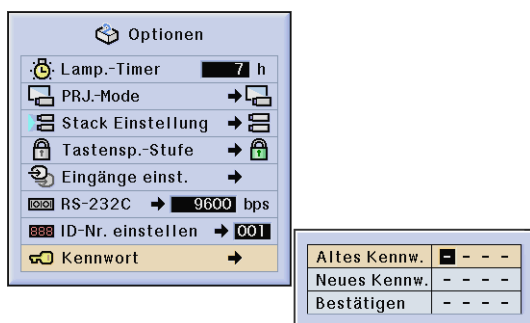 Optionen
Lamp.-Timer 7 h
PRJ.-Mode
Stack Einstellung
Tastensp.-Stufe
Eingänge einst.
RS-232C 9600 bps
ID-Nr. einstellen 001
Kennwort
Altes Kennw. - - - -
Neues Kennw. - - - -
Bestätigen - - - -